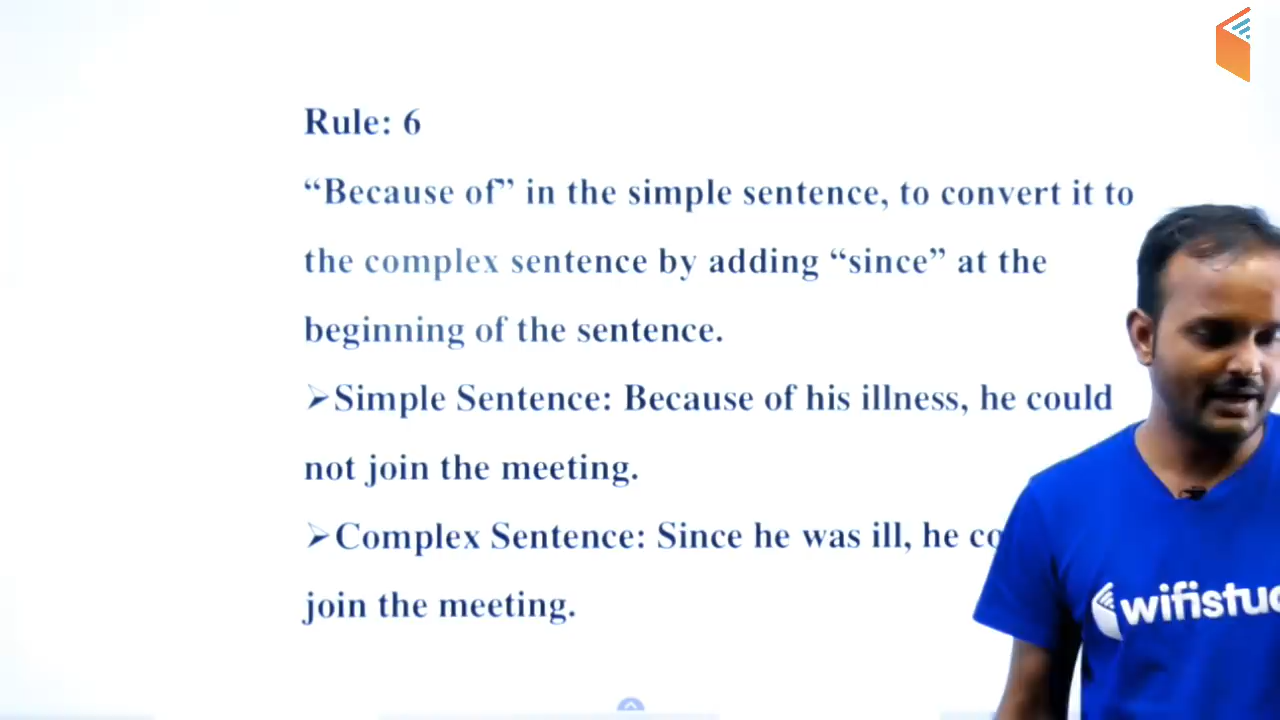 Rule: 6
“Because of” in the simple sentence, to convert it to
the complex sentence by adding “since” at the
beginning of the sentence.
➢Simple Sentence: Because of his illness, he could
not join the meeting.
➢Complex Sentence: Since he was ill, he
join the meeting.
wifistu